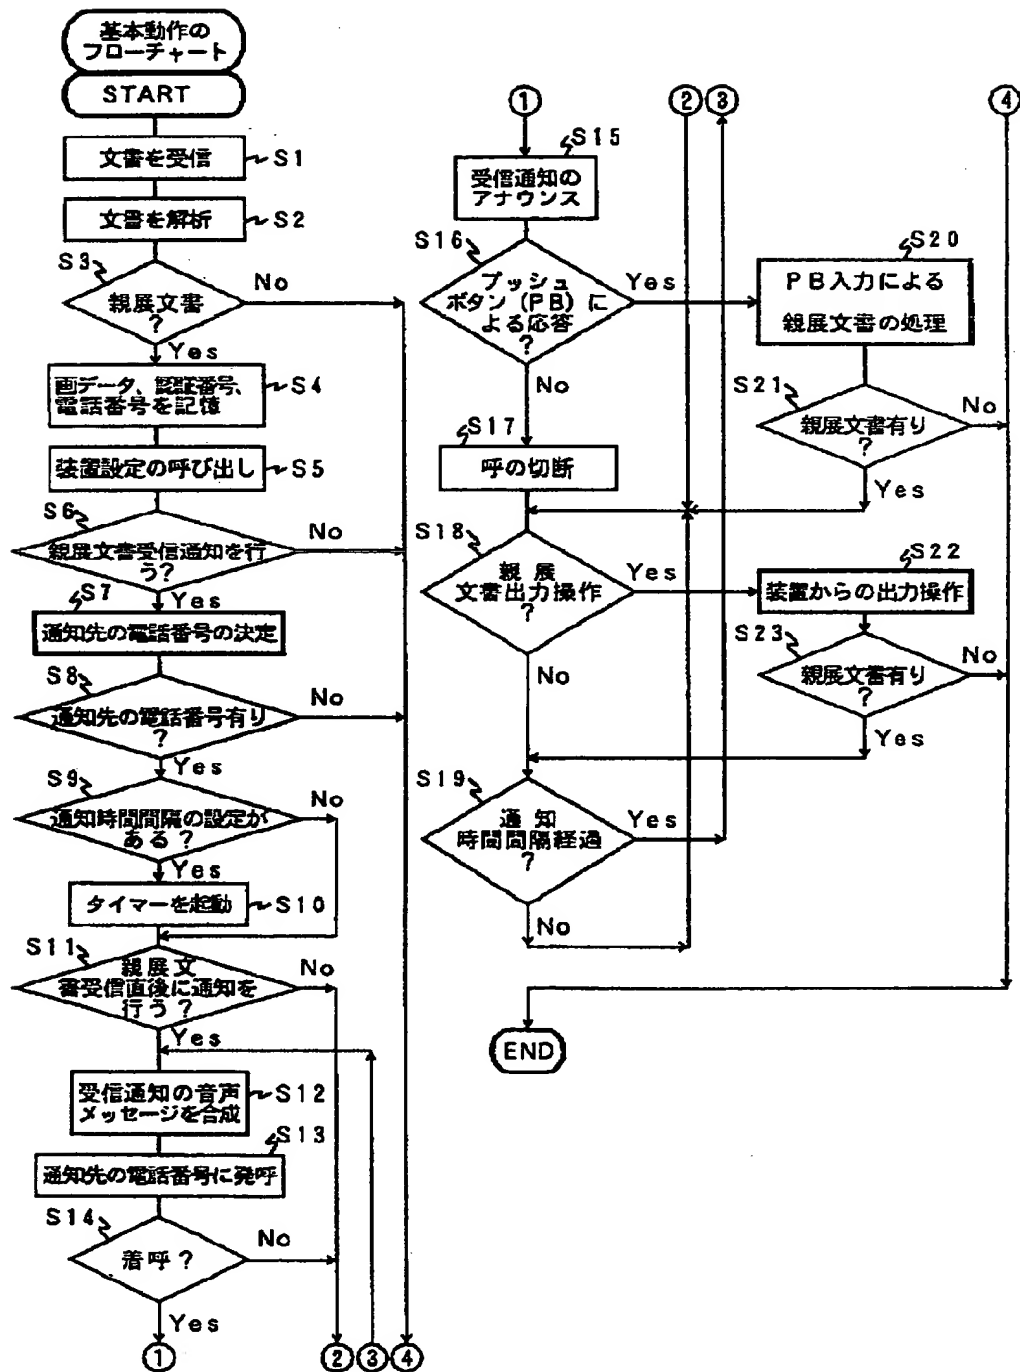 基本動作の
フローチャート
START
文書を受信
S1
文書を解析
S2
S3
親展文書
?
No
Yes
画データ、認証番号、
電話番号を記憶
S4
装置設定の呼び出し
S5
S6
親展文書受信通知を行
う?
No
Yes
S7
通知先の電話番号の決定
S8
通知先の電話番号有り
?
No
Yes
S9
通知時間間隔の設定が
ある?
No
Yes
タイマーを起動
S10
S11
親展文
書受信直後に通知を
行う?
No
Yes
受信通知の音声
メッセージを合成
S12
S13
通知先の電話番号に発呼
S14
着呼?
No
Yes
①
②
③
④
①
②
③
④
S15
受信通知の
アナウンス
S16
プッシュ
ボタン(PB)に
よる応答
?
Yes
No
S17
呼の切断
S18
親展
文書出力操作
?
Yes
No
S19
通知
時間間隔経過
?
Yes
No
S20
PB入力による
親展文書の処理
S21
親展文書有り
?
No
Yes
S22
装置からの出力操作
S23
親展文書有り
?
No
Yes
END